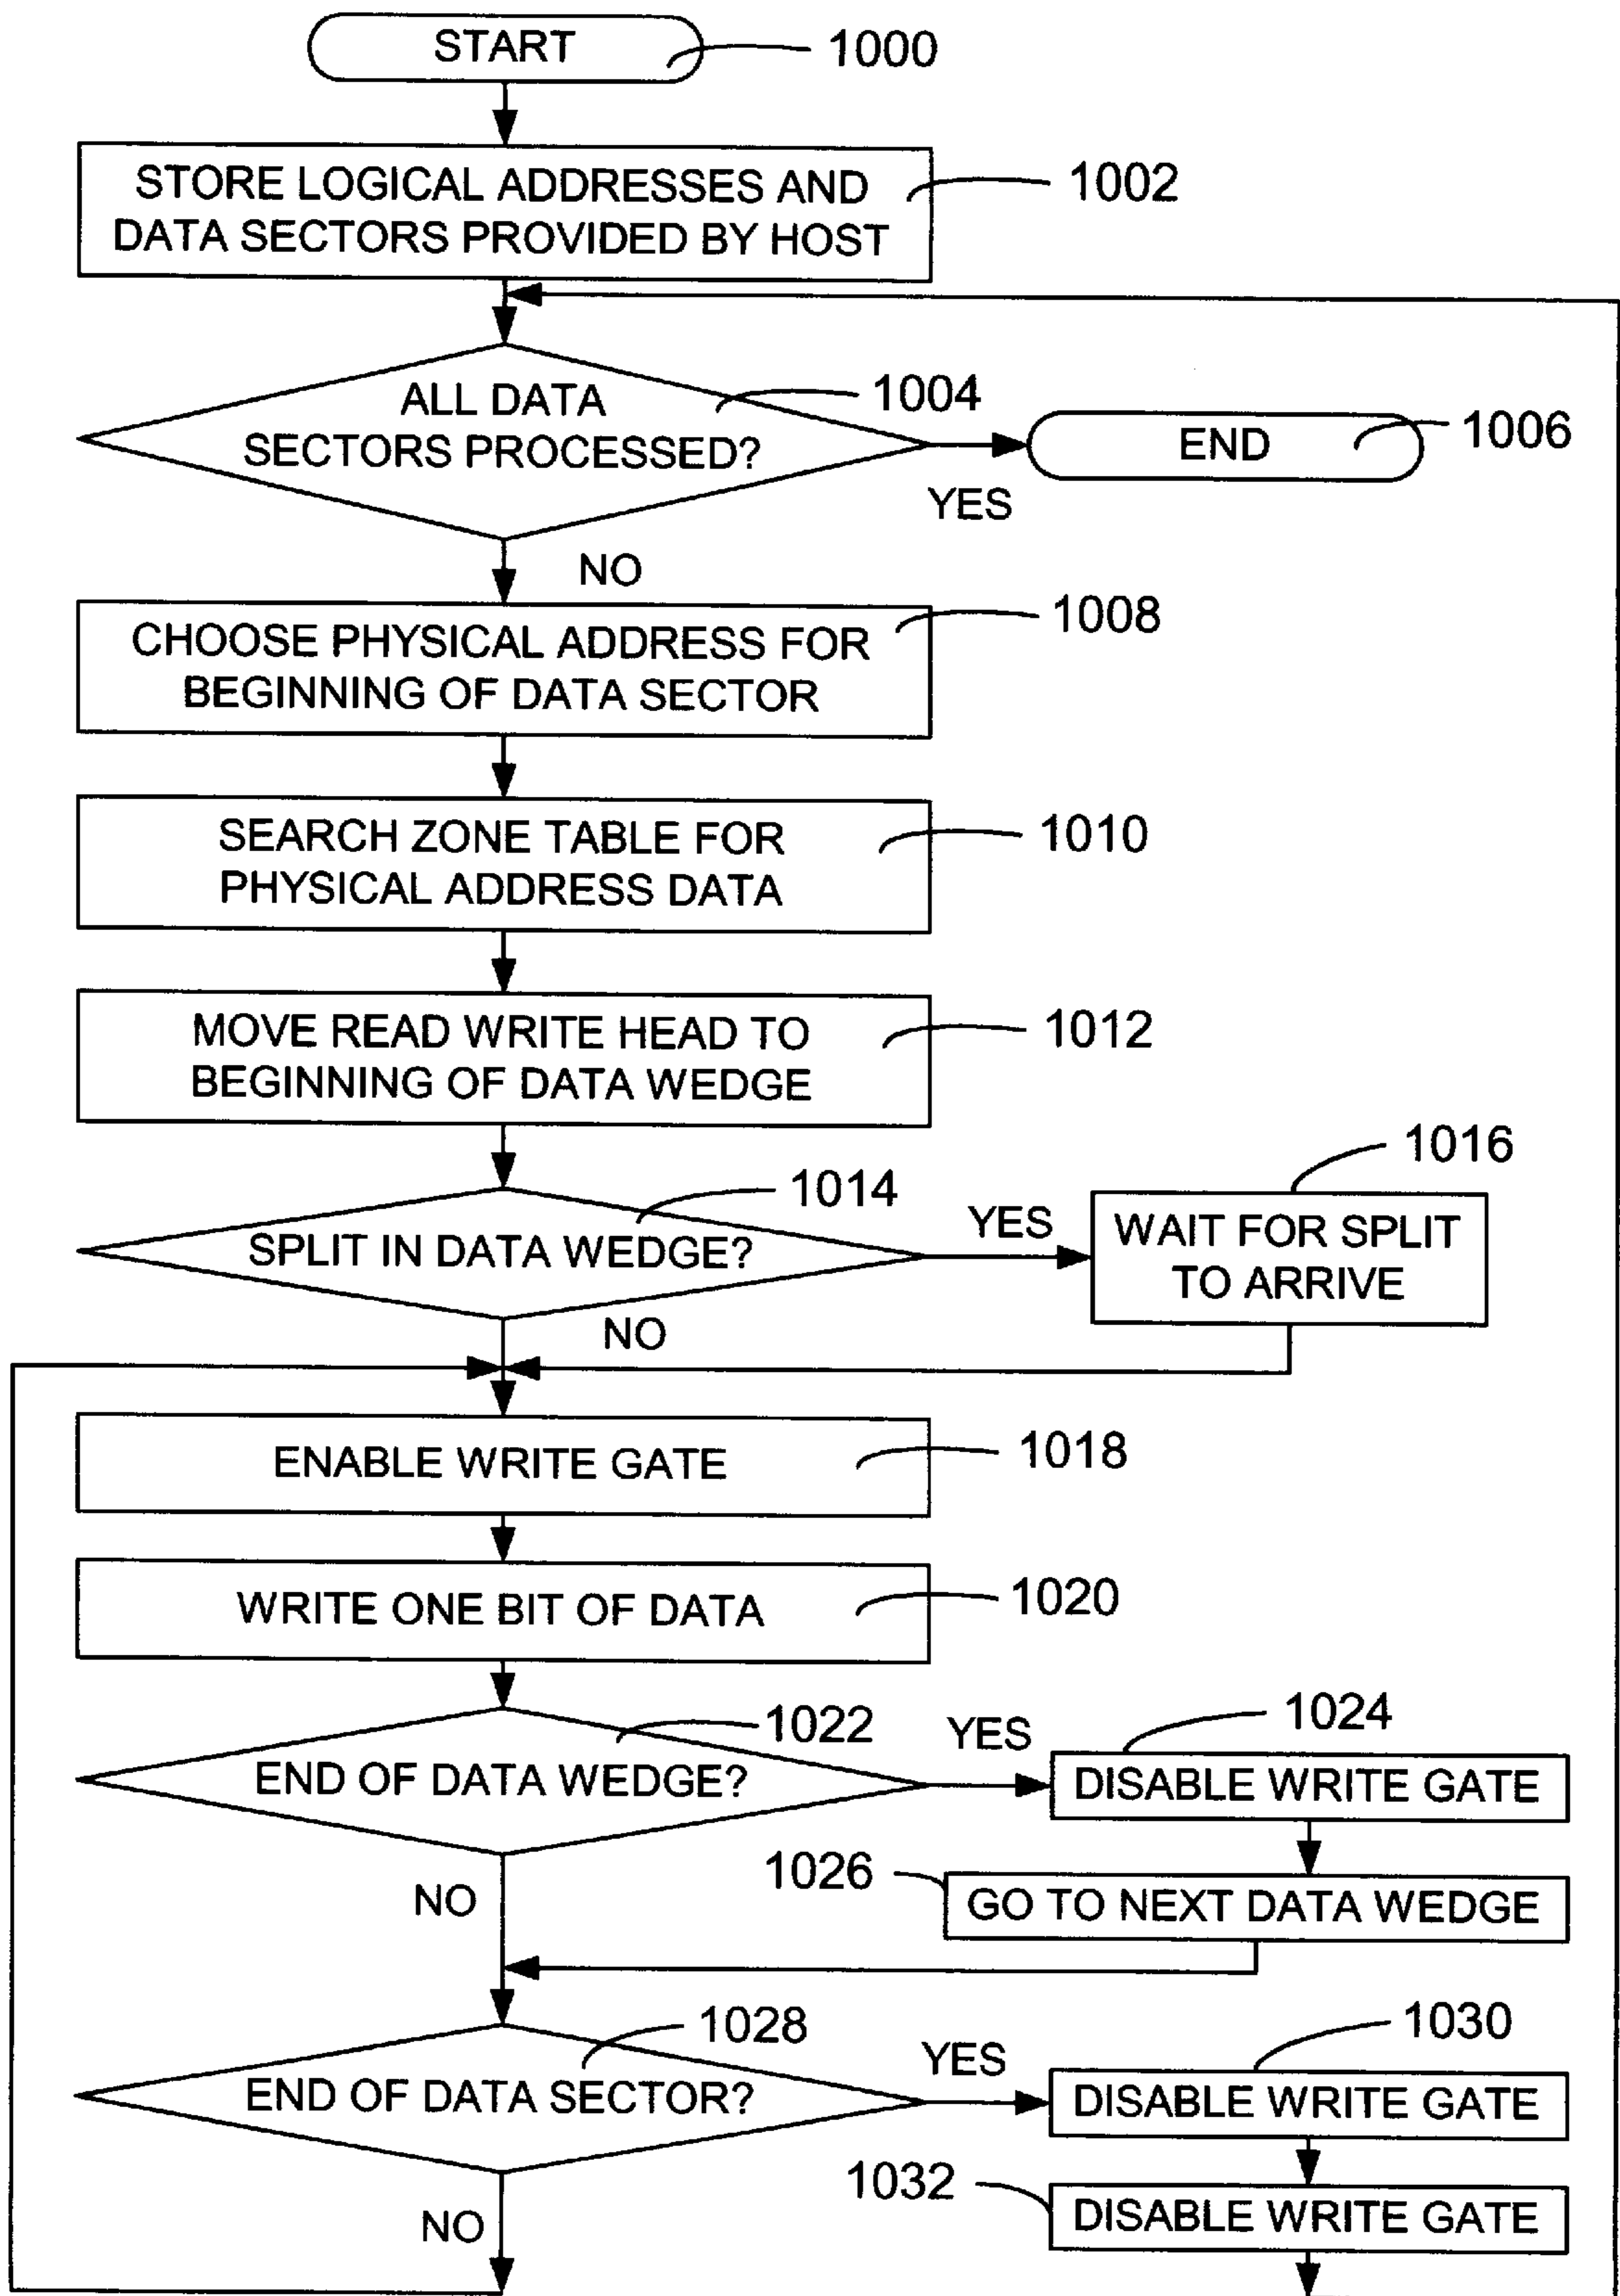 START
1000
STORE LOGICAL ADDRESSES AND
DATA SECTORS PROVIDED BY HOST
1002
ALL DATA
SECTORS PROCESSED?
1004
YES
END
1006
NO
CHOOSE PHYSICAL ADDRESS FOR
BEGINNING OF DATA SECTOR
1008
SEARCH ZONE TABLE FOR
PHYSICAL ADDRESS DATA
1010
MOVE READ WRITE HEAD TO
BEGINNING OF DATA WEDGE
1012
SPLIT IN DATA WEDGE?
1014
YES
WAIT FOR SPLIT
TO ARRIVE
1016
NO
ENABLE WRITE GATE
1018
WRITE ONE BIT OF DATA
1020
END OF DATA WEDGE?
1022
YES
1024
DISABLE WRITE GATE
1026
GO TO NEXT DATA WEDGE
NO
END OF DATA SECTOR?
1028
YES
1030
DISABLE WRITE GATE
1032
DISABLE WRITE GATE
NO